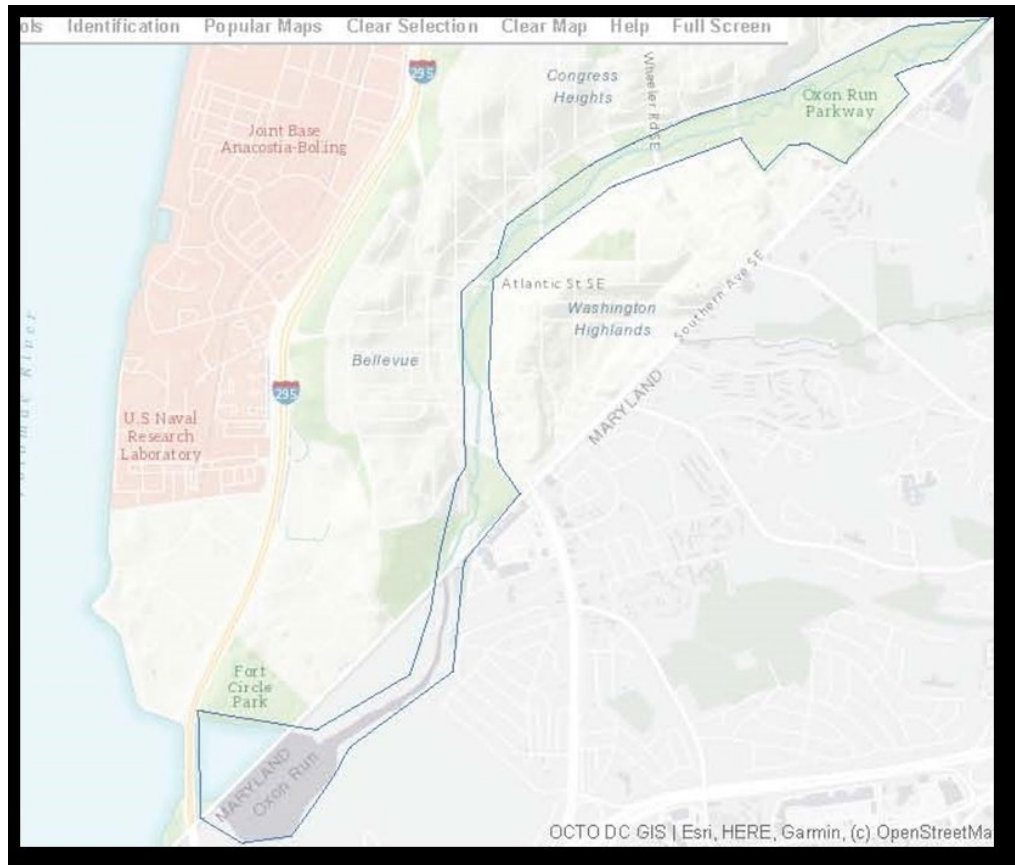 ols Identification Popular Maps Clear Selection Clear Map Help Full Screen
295
Congress
Heights
Wheeler Rd SE
Oxon Run
Parkway
Joint Base
Anacostia-Bolling
Atlantic St SE
Washington
Highlands
Southern Ave SE
Bellevue
295
MARYLAND
U.S Naval
Research
Laboratory
Potomac River
Fort
Circle
Park
MARYLAND
Oxon Run
OCTO DC GIS | Esri, HERE, Garmin, (c) OpenStreetMa